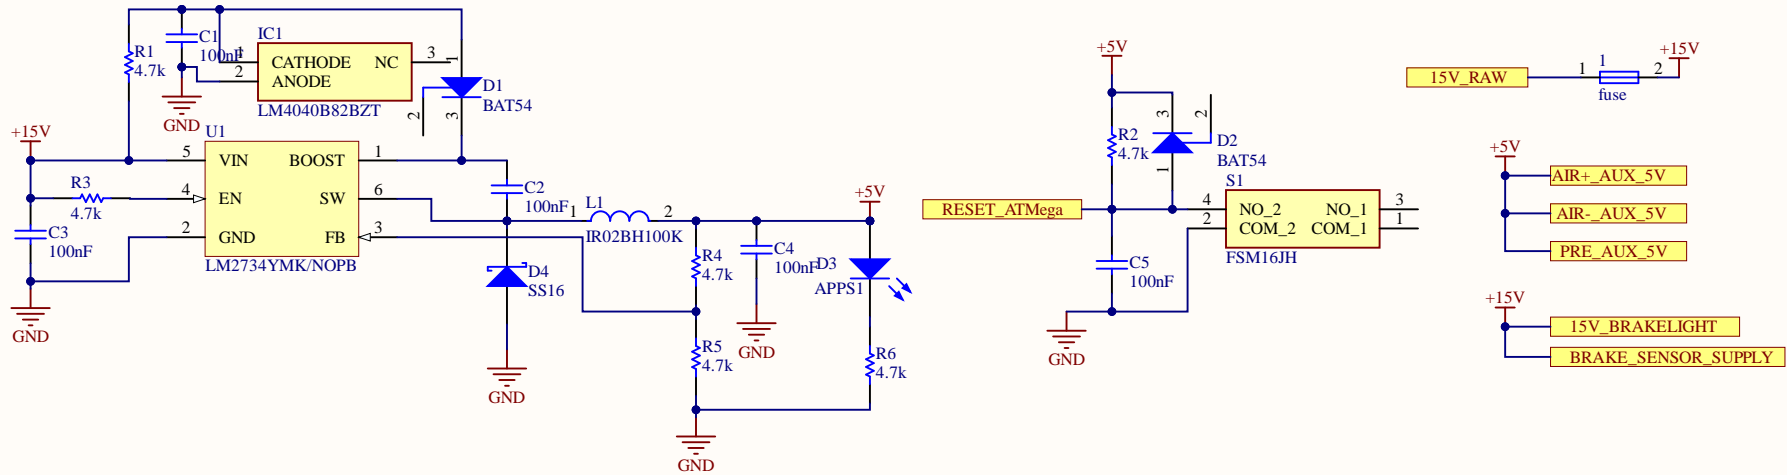 R1
4.7k
C1
100nF
IC1
1
2
CATHODE
ANODE
NC
3
LM4040B82BZT
GND
1
2
3
D1
BAT54
+15V
U1
5
VIN
BOOST
1
R3
4.7k
4
EN
SW
6
2
GND
FB
3
LM2734YMK/NOPB
C3
100nF
GND
C2
100nF
1
L1
2
IR02BH100K
D4
SS16
GND
R4
4.7k
C4
100nF
GND
R5
4.7k
GND
+5V
D3
APPS1
R6
4.7k
+5V
R2
4.7k
3
2
1
D2
BAT54
S1
RESET_ATMega
4
NO_2
NO_1
3
2
COM_2
COM_1
1
FSM16JH
C5
100nF
GND
15V_RAW
1
1
2
fuse
+15V
+5V
AIR+_AUX_5V
AIR-_AUX_5V
PRE_AUX_5V
+15V
15V_BRAKELIGHT
BRAKE_SENSOR_SUPPLY